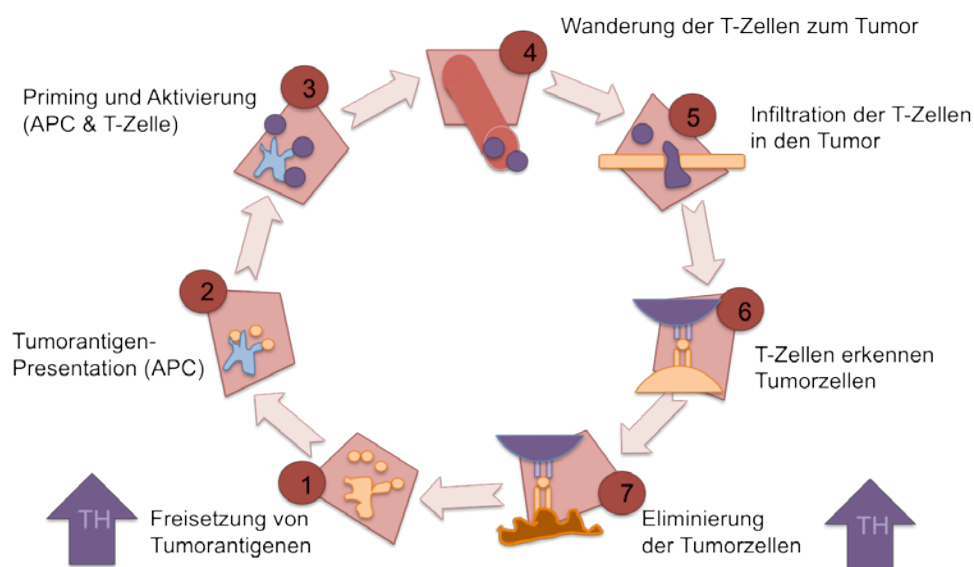 4
Wanderung der T-Zellen zum Tumor
3
Priming und Aktivierung
(APC & T-Zelle)
5
Infiltration der T-Zellen
in den Tumor
2
Tumorantigen-
Presentation (APC)
6
T-Zellen erkennen
Tumorzellen
1
TH
Freisetzung von
Tumorantigenen
7
Eliminierung
der Tumorzellen
TH